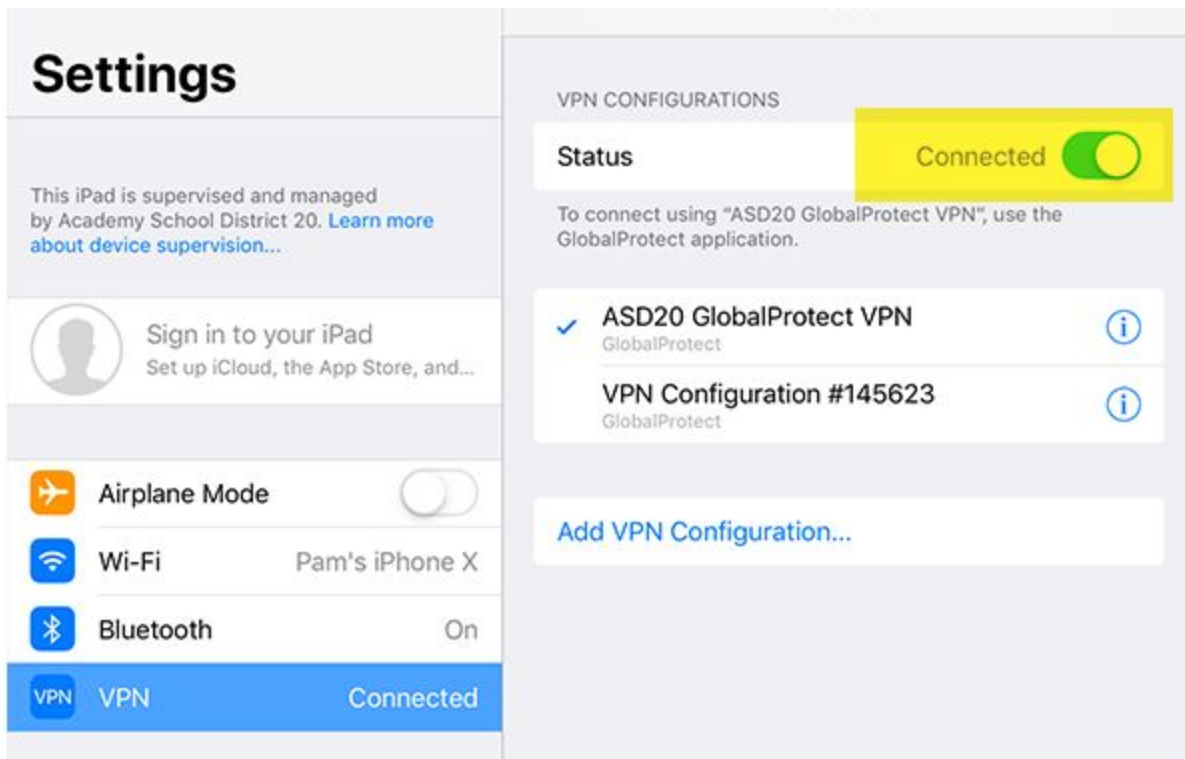 Settings
This iPad is supervised and managed
by Academy School District 20. Learn more
about device supervision...
Sign in to your iPad
Set up iCloud, the App Store, and...
Airplane Mode
Wi-Fi Pam's iPhone X
Bluetooth On
VPN VPN Connected
VPN CONFIGURATIONS
Status Connected
To connect using “ASD20 GlobalProtect VPN”, use the
GlobalProtect application.
ASD20 GlobalProtect VPN
GlobalProtect
VPN Configuration #145623
GlobalProtect
Add VPN Configuration...